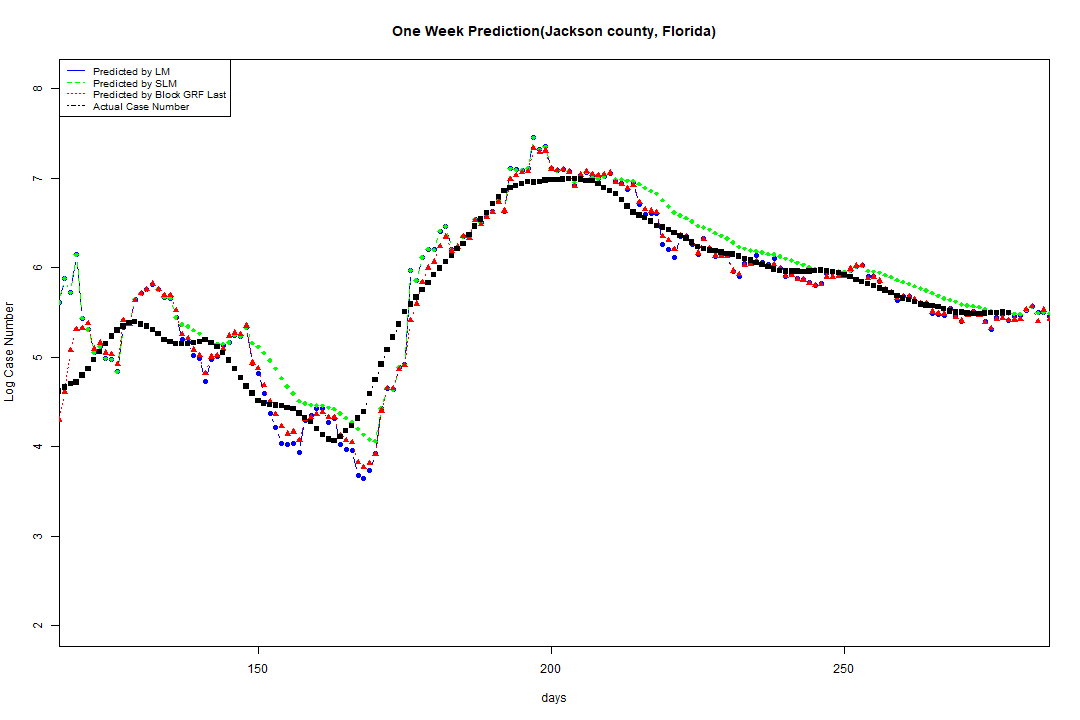 One Week Prediction(Jackson county, Florida)
Predicted by LM
Predicted by SLM
Predicted by Block GRF Last
Actual Case Number
8
7
6
5
4
3
2
Log Case Number
150
200
250
days